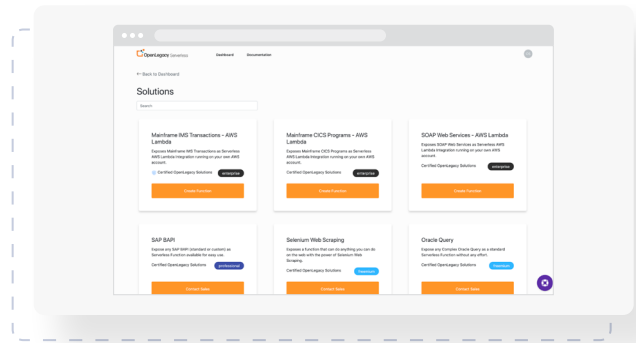 OpenLegacy Serverless
Dashboard
Documentation
← Back to Dashboard
Solutions
Search
Mainframe IMS Transactions - AWS
Lambda
Exposes Mainframe IMS Transactions as Serverless
AWS Lambda Integration running on your own AWS
account.
Certified OpenLegacy Solutions
enterprise
Create Function
Mainframe CICS Programs - AWS
Lambda
Exposes Mainframe CICS Programs as Serverless
AWS Lambda Integration running on your own AWS
account.
Certified OpenLegacy Solutions
enterprise
Create Function
SOAP Web Services - AWS Lambda
Exposes SOAP Web Services as Serverless AWS
Lambda Integration running on your own AWS
account.
Certified OpenLegacy Solutions
enterprise
Create Function
SAP BAPI
Expose any SAP BAPI (standard or custom) as
Serverless Function available for easy use.
Certified OpenLegacy Solutions
professional
Contact Sales
Selenium Web Scraping
Exposes a function that can do anything you can do
on the web with the power of Selenium Web
Scraping.
Certified OpenLegacy Solutions
Contact Sales
Oracle Query
Expose any Complex Oracle Query as a standard
Serverless Function without any effort.
Certified OpenLegacy Solutions
Contact Sales